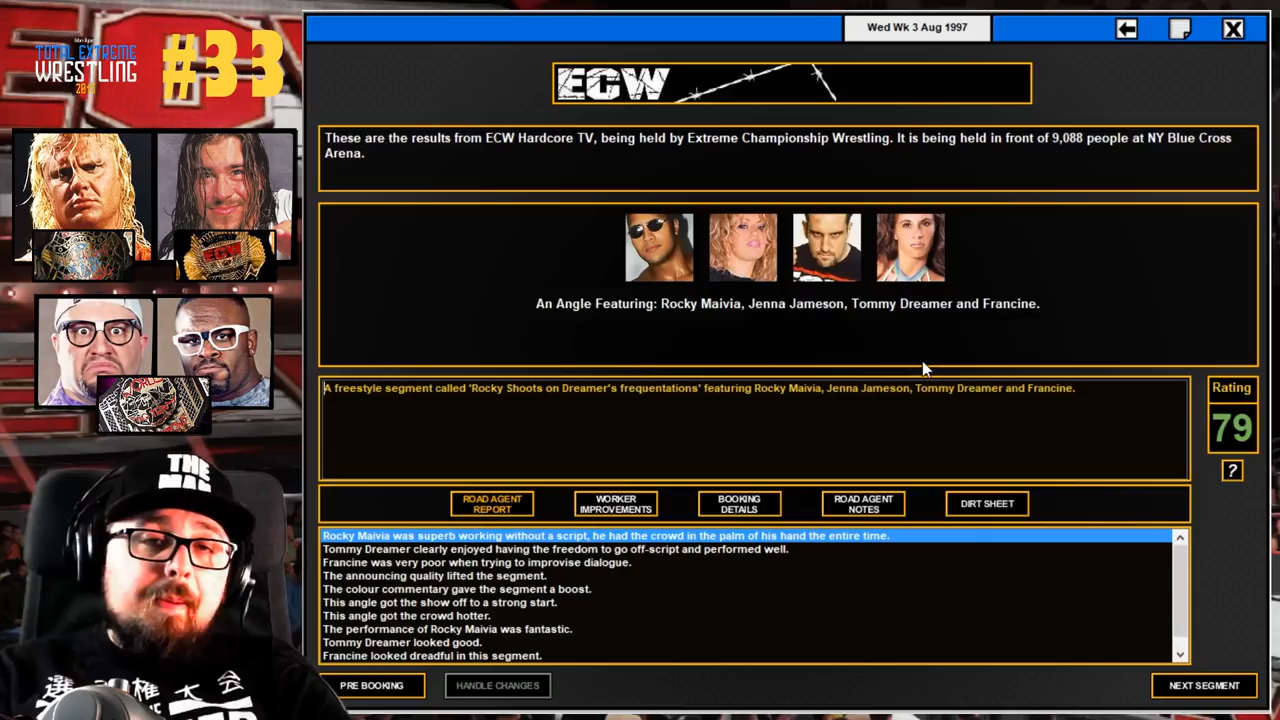 Adam Ryland's
TOTAL EXTREME
WRESTLING
#33
Wed Wk 3 Aug 1997
ECW
These are the results from ECW Hardcore TV, being held by Extreme Championship Wrestling. It is being held in front of 9,088 people at NY Blue Cross
Arena.
An Angle Featuring: Rocky Maivia, Jenna Jameson, Tommy Dreamer and Francine.
A freestyle segment called 'Rocky Shoots on Dreamer's frequentations' featuring Rocky Maivia, Jenna Jameson, Tommy Dreamer and Francine.
Rating
79
?
ROAD AGENT
REPORT
WORKER
IMPROVEMENTS
BOOKING
DETAILS
ROAD AGENT
NOTES
DIRT SHEET
Rocky Maivia was superb working without a script, he had the crowd in the palm of his hand the entire time.
Tommy Dreamer clearly enjoyed having the freedom to go off-script and performed well.
Francine was very poor when trying to improvise dialogue.
The announcing quality lifted the segment.
The colour commentary gave the segment a boost.
This angle got the show off to a strong start.
This angle got the crowd hotter.
The performance of Rocky Maivia was fantastic.
Tommy Dreamer looked good.
Francine looked dreadful in this segment.
PRE BOOKING
HANDLE CHANGES
NEXT SEGMENT
ECW
THE
MAN
選手権大会